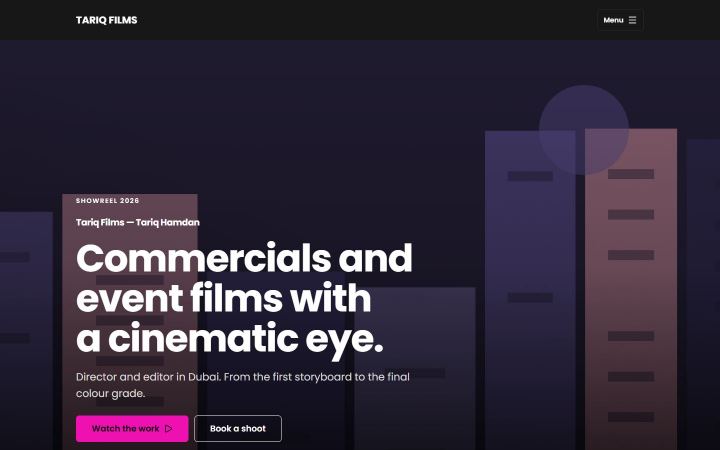 TARIQ FILMS
Menu
SHOWREEL 2026
Tariq Films — Tariq Hamdan
Commercials and
event films with
a cinematic eye.
Director and editor in Dubai. From the first storyboard to the final
colour grade.
Watch the work
Book a shoot